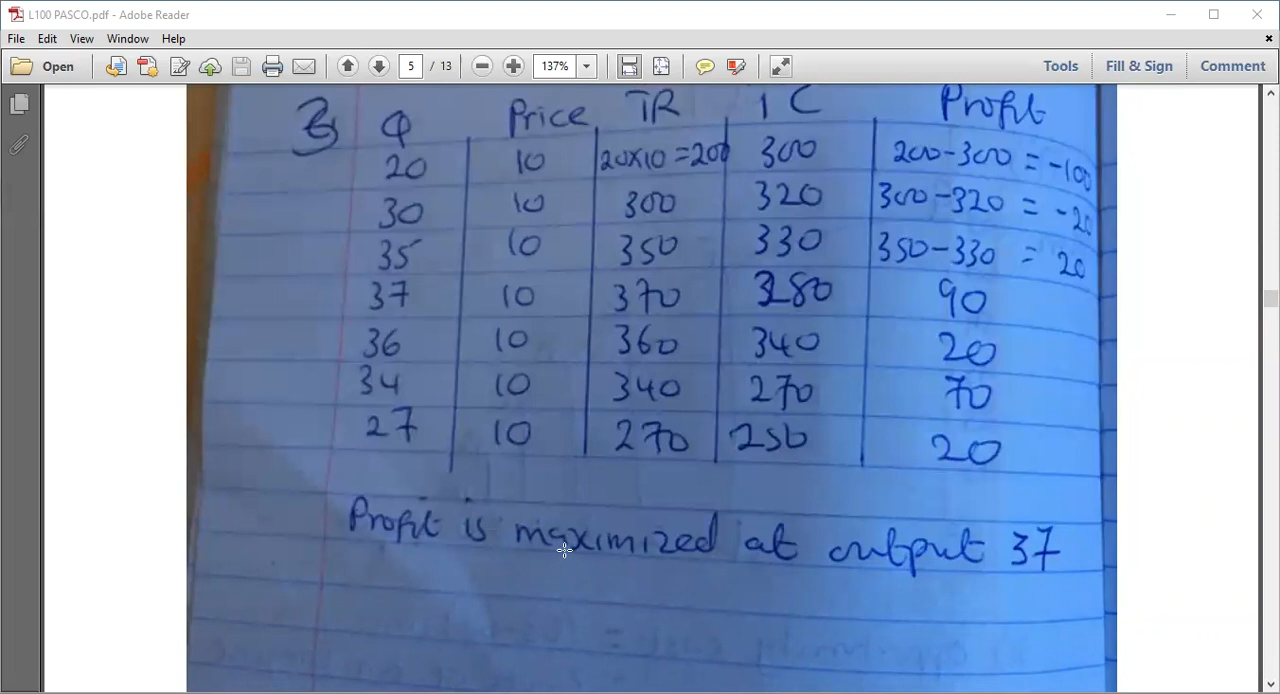 L100 PASCO.pdf - Adobe Reader
File Edit View Window Help
Open 5 / 13 137% Tools Fill & Sign Comment
3 Q Price TR TC Profit
20 10 20×10 =200 300 200-300 = -100
30 10 300 320 300-320 = -20
35 10 350 330 350-330 = 20
37 10 370 280 90
36 10 360 340 20
34 10 340 270 70
27 10 270 250 20
Profit is maximized at output 37